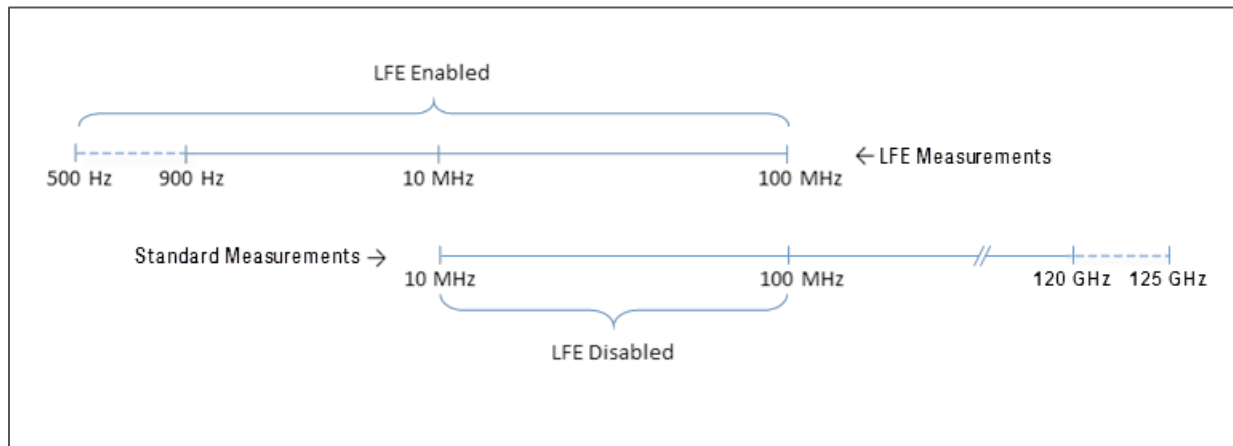 LFE Enabled
← LFE Measurements
500 Hz 900 Hz 10 MHz 100 MHz
Standard Measurements →
10 MHz 100 MHz 120 GHz 125 GHz
LFE Disabled